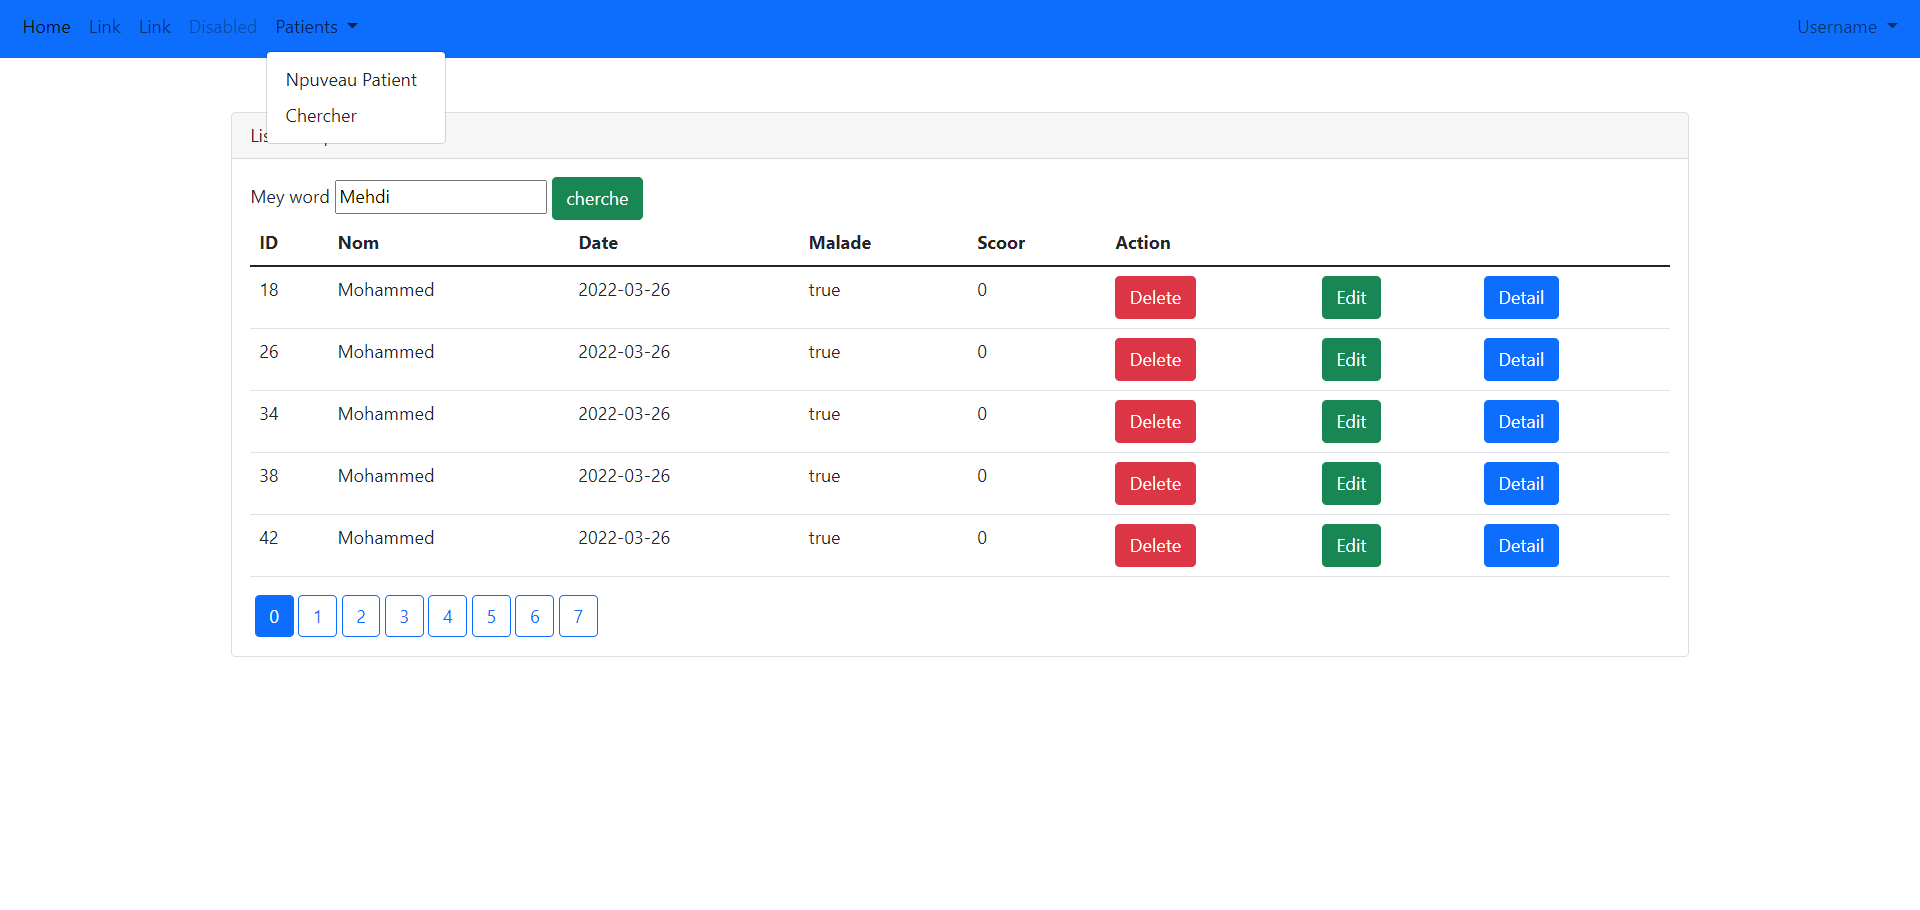 Home Link Link Disabled Patients Username
Npuveau Patient
Chercher
Mey word Mehdi cherche
ID Nom Date Malade Scoor Action
18 Mohammed 2022-03-26 true 0 Delete Edit Detail
26 Mohammed 2022-03-26 true 0 Delete Edit Detail
34 Mohammed 2022-03-26 true 0 Delete Edit Detail
38 Mohammed 2022-03-26 true 0 Delete Edit Detail
42 Mohammed 2022-03-26 true 0 Delete Edit Detail
0 1 2 3 4 5 6 7